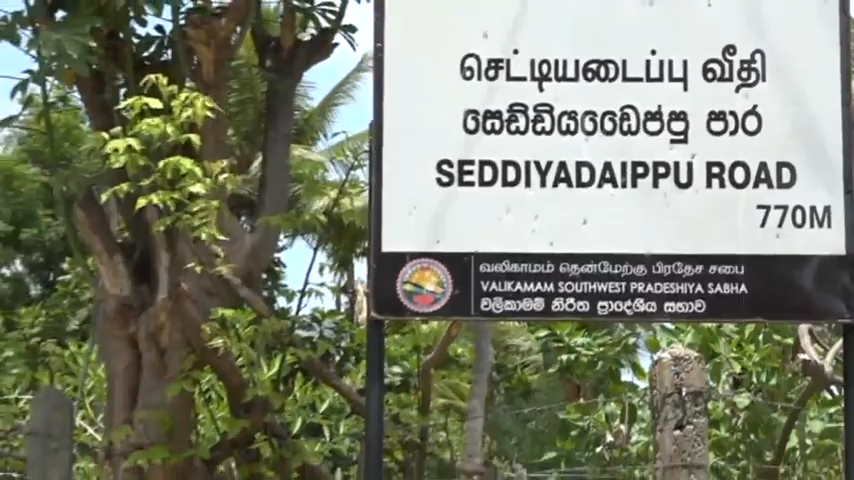 செட்டியடைப்பு வீதி
සෙඩ්ඩියඩෙප්පු පාර
SEDDIYADAIPPU ROAD
770M
வலிகாமம் தென்மேற்கு பிரதேச சபை
VALIKAMAM SOUTHWEST PRADESHIYA SABHA
වලිකාමම් නිරිත ප්‍රාදේශීය සභාව